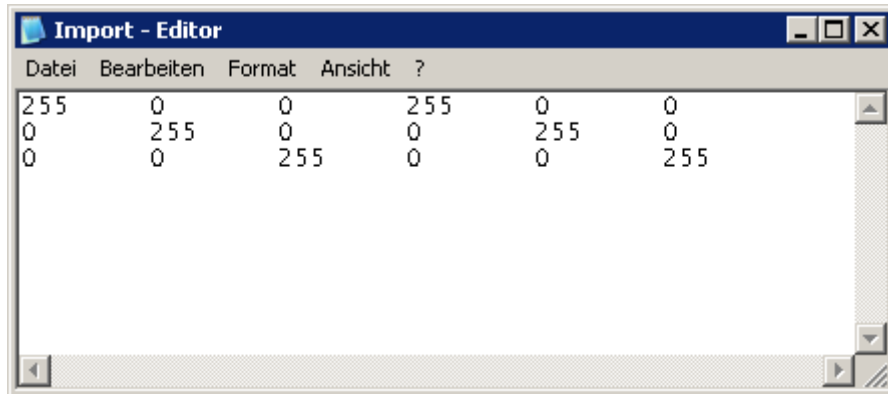 Import - Editor
Datei Bearbeiten Format Ansicht ?
255 0 0 255 0 0
0 255 0 0 255 0
0 0 255 0 0 255